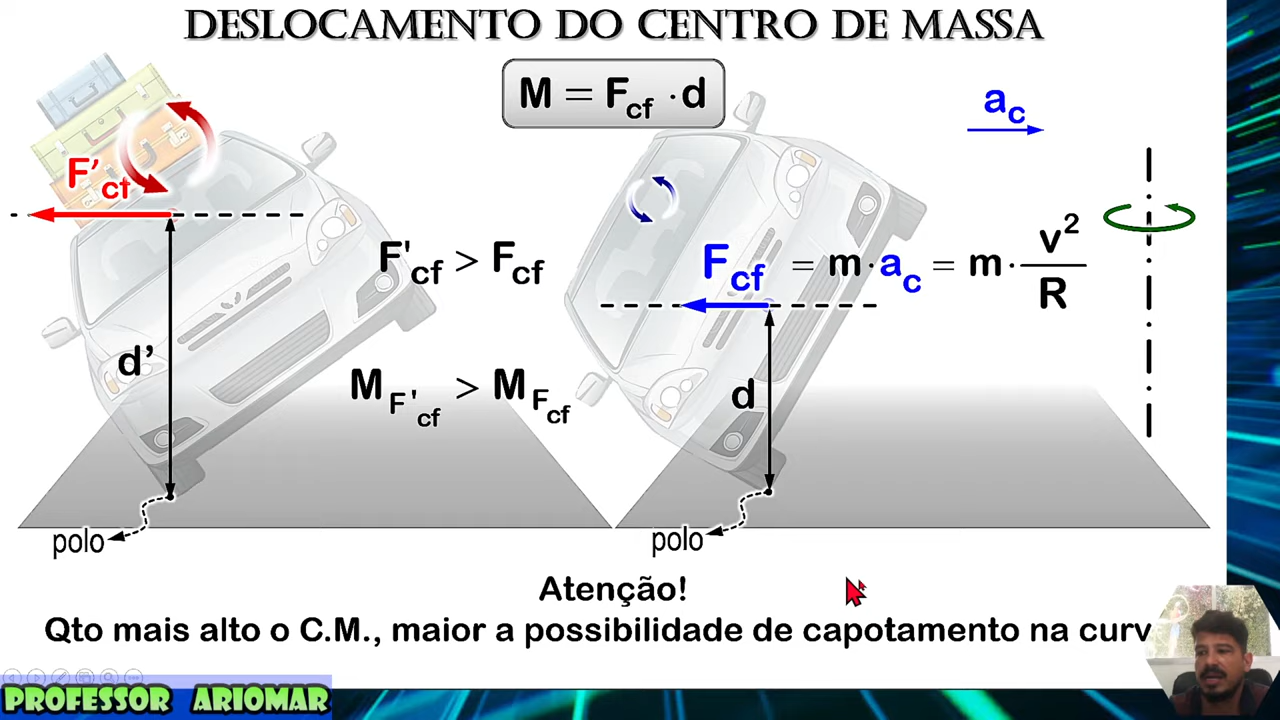 DESLOCAMENTO DO CENTRO DE MASSA
M = Fcf · d
ac
F'cf
F'cf > Fcf
Fcf = m · ac = m · v²/R
d'
MF'cf > MFcf
d
polo
polo
Atenção!
Qto mais alto o C.M., maior a possibilidade de capotamento na curv
PROFESSOR ARIOMAR